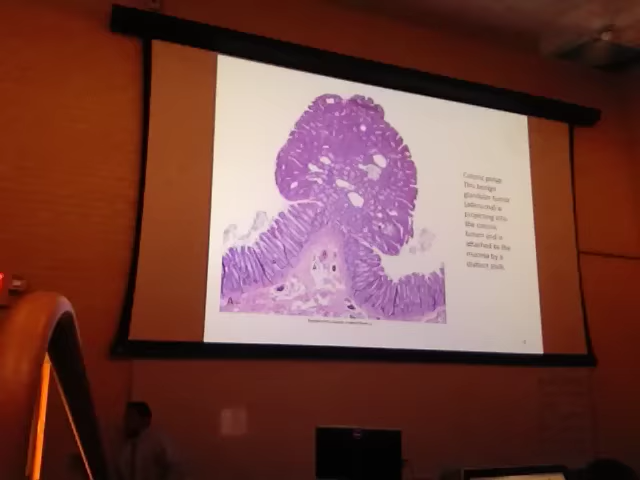 Colonic polyp.
This benign
glandular tumor
(adenoma) is
projecting into
the colonic
lumen and is
attached to the
mucosa by a
distinct stalk.
A